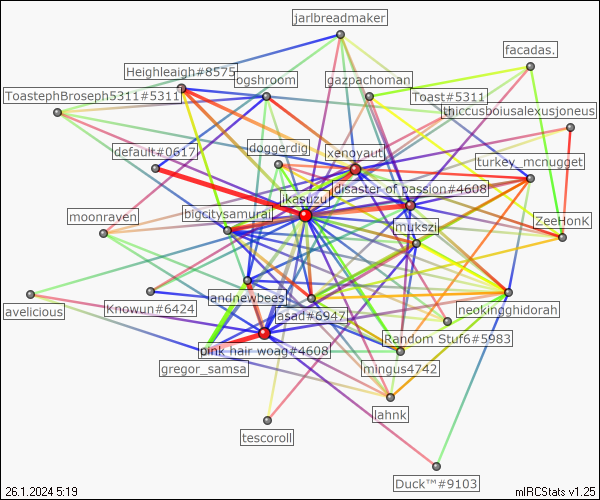 jarlbreadmaker
facadas.
Heighleaigh#8575
ogshroom
gazpachoman
ToastephBroseph5311#5311
Toast#5311
thiccusboiusalexusjoneus
default#0617
doggerdig
xenoyaut
turkey_mcnugget
ikasuzu
disaster of passion#4608
moonraven
bigcitysamurai
mukszi
ZeeHonk
avelicious
Knowun#6424
andnewbees
asad#6947
neokingghidorah
Random Stuf6#5983
pink hair woag#4608
gregor_samsa
mingus4742
lahnk
tescoroll
Duck™#9103
26.1.2024 5:19
mIRCStats v1.25